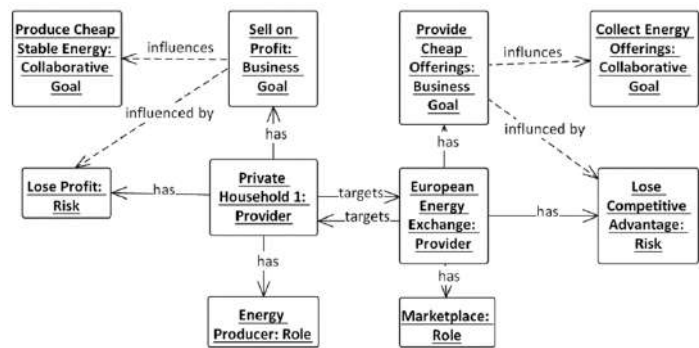 Produce Cheap
Stable Energy:
Collaborative
Goal
influences
Sell on
Profit:
Business
Goal
Provide
Cheap
Offerings:
Business
Goal
influnces
Collect Energy
Offerings:
Collaborative
Goal
influenced by
has
has
influnced by
Lose Profit:
Risk
has
Private
Household 1:
Provider
targets
targets
European
Energy
Exchange:
Provider
has
Lose
Competitive
Advantage:
Risk
has
has
Energy
Producer: Role
Marketplace:
Role